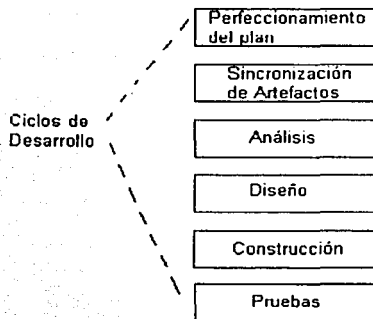 Perfeccionamiento
del plan
Sincronización
de Artefactos
Ciclos de
Desarrollo
Análisis
Diseño
Construcción
Pruebas